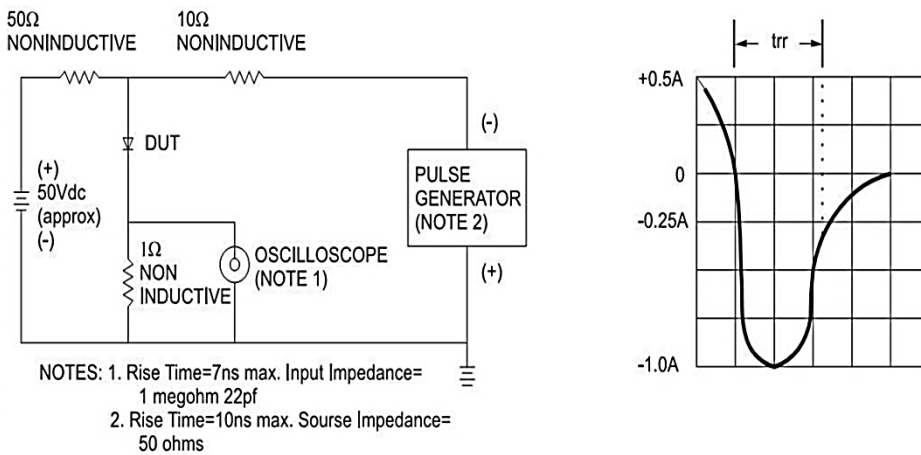 50Ω
NONINDUCTIVE
10Ω
NONINDUCTIVE
DUT
(+)
50Vdc
(approx)
(-)
1Ω
NON
INDUCTIVE
OSCILLOSCOPE
(NOTE 1)
(-)
PULSE
GENERATOR
(NOTE 2)
(+)
NOTES: 1. Rise Time=7ns max. Input Impedance=
1 megohm 22pf
2. Rise Time=10ns max. Sourse Impedance=
50 ohms
trr
+0.5A
0
-0.25A
-1.0A